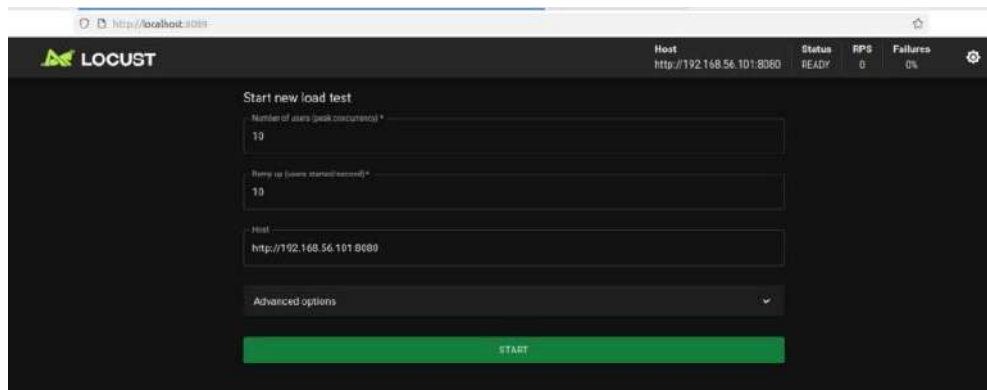 http://localhost:8089
LOCUST
Host
http://192.168.56.101:8080
Status
READY
RPS
0
Failures
0%
Start new load test
Number of users (peak concurrency) *
10
Ramp up (users started/second) *
10
Host
http://192.168.56.101:8080
Advanced options
START